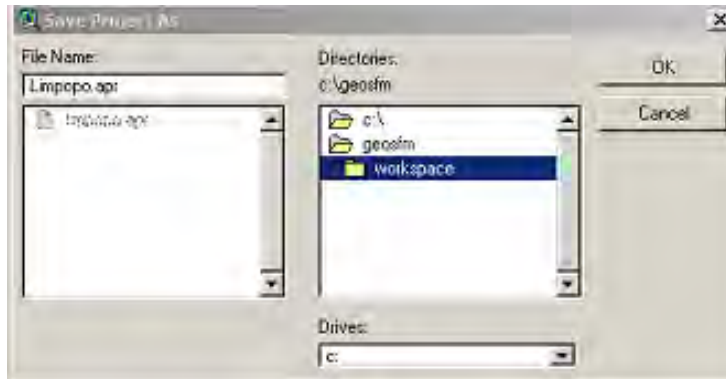 Save Project As
File Name:
Limpopo.apr
limpopo.apr
Directories:
c:\geosfm
c:\
geosfm
workspace
Drives:
c:
OK
Cancel